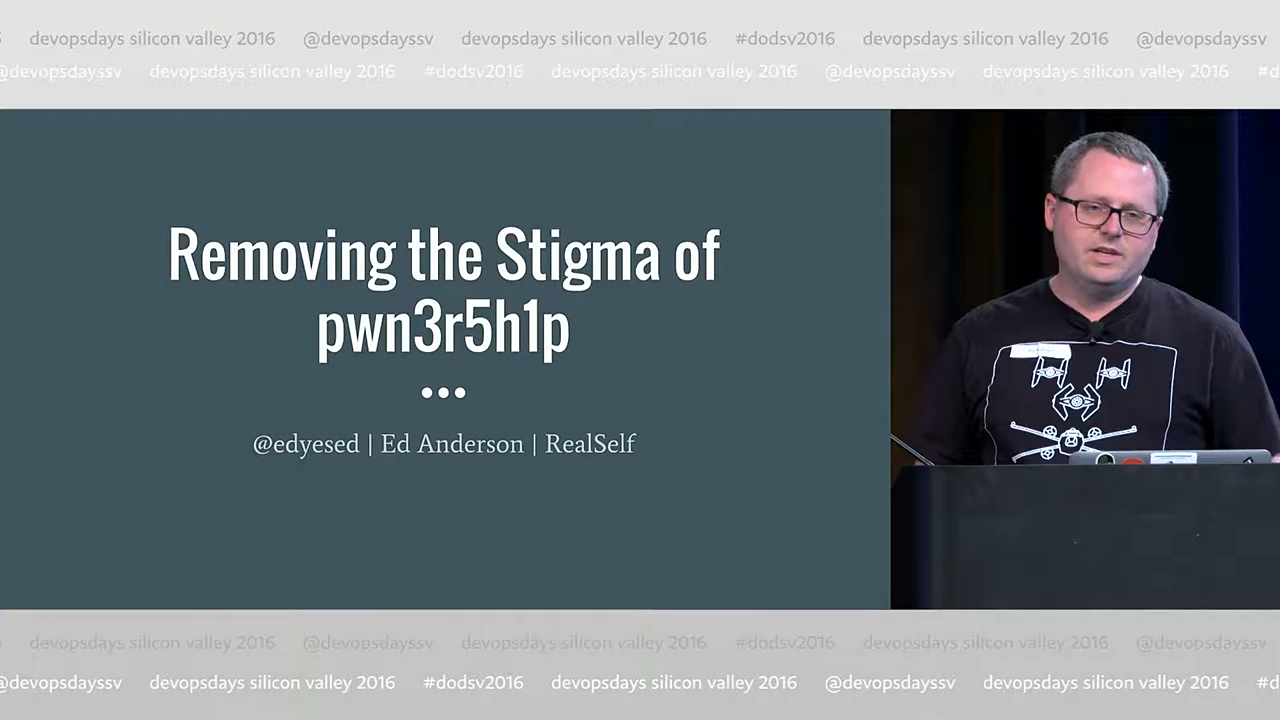 devopsdays silicon valley 2016 @devopsdayssv devopsdays silicon valley 2016 #dodsv2016 devopsdays silicon valley 2016 @devopsdayssv
@devopsdayssv devopsdays silicon valley 2016 #dodsv2016 devopsdays silicon valley 2016 @devopsdayssv devopsdays silicon valley 2016 #d
Removing the Stigma of
pwn3r5h1p
@edyesed | Ed Anderson | RealSelf
devopsdays silicon valley 2016 @devopsdayssv devopsdays silicon valley 2016 #dodsv2016 devopsdays silicon valley 2016 @devopsdayssv
@devopsdayssv devopsdays silicon valley 2016 #dodsv2016 devopsdays silicon valley 2016 @devopsdayssv devopsdays silicon valley 2016 #d